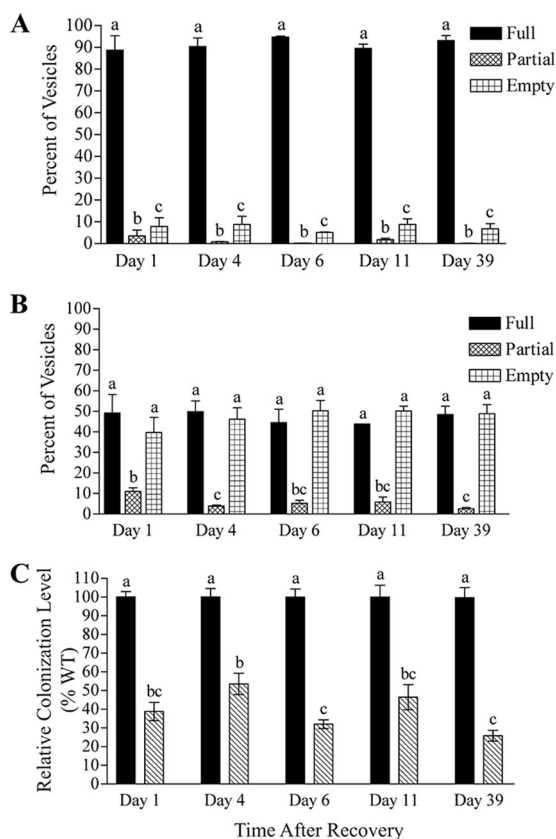 A
Percent of Vesicles
100
90
80
70
60
50
40
30
20
10
0
a a a a a
b c b c b c b c b c
Full
Partial
Empty
Day 1 Day 4 Day 6 Day 11 Day 39
B
Percent of Vesicles
100
90
80
70
60
50
40
30
20
10
0
a a a a a a a a a a
b c bc bc c
Full
Partial
Empty
Day 1 Day 4 Day 6 Day 11 Day 39
C
Relative Colonization Level
(% WT)
110
100
90
80
70
60
50
40
30
20
10
0
a a a a a
bc b c bc c
Day 1 Day 4 Day 6 Day 11 Day 39
Time After Recovery